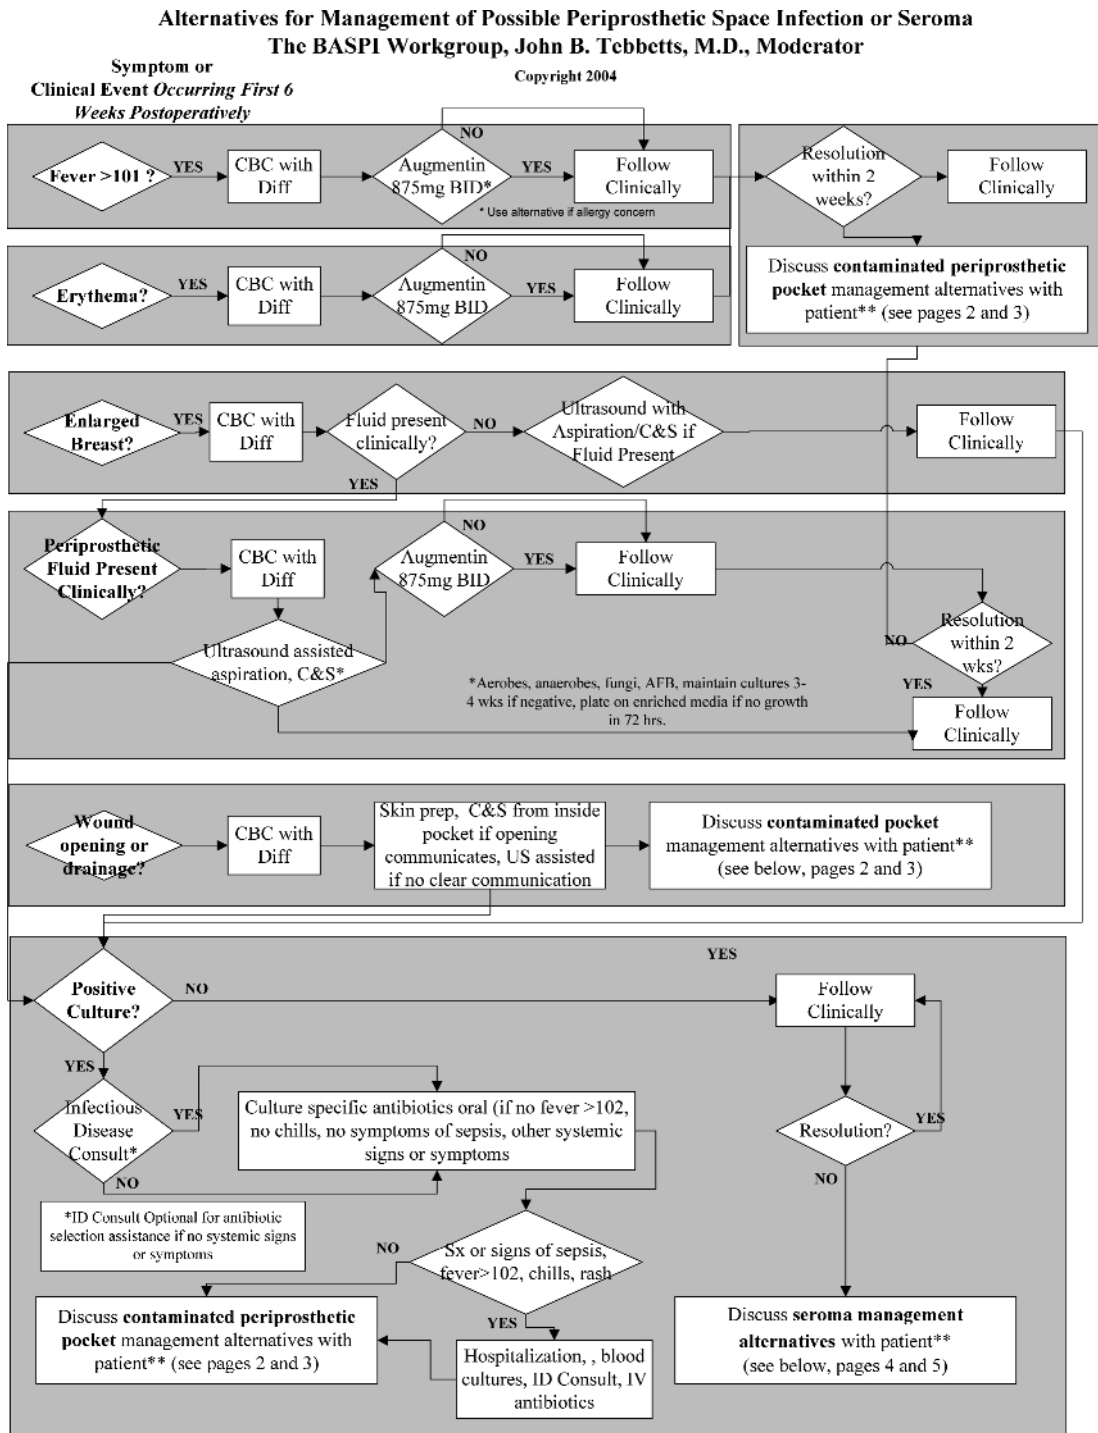 Alternatives for Management of Possible Periprosthetic Space Infection or Seroma
The BASPI Workgroup, John B. Tebbetts, M.D., Moderator
Copyright 2004
Symptom or
Clinical Event Occurring First 6
Weeks Postoperatively
Fever >101 ?
YES
CBC with
Diff
NO
Augmentin
875mg BID*
YES
* Use alternative if allergy concern
Follow
Clinically
Resolution
within 2
weeks?
Follow
Clinically
Discuss contaminated periprosthetic
pocket management alternatives with
patient** (see pages 2 and 3)
Erythema?
YES
CBC with
Diff
NO
Augmentin
875mg BID
YES
Follow
Clinically
Enlarged
Breast?
YES
CBC with
Diff
Fluid present
clinically?
NO
YES
Ultrasound with
Aspiration/C&S if
Fluid Present
Follow
Clinically
Periprosthetic
Fluid Present
Clinically?
CBC with
Diff
NO
Augmentin
875mg BID
YES
Follow
Clinically
Ultrasound assisted
aspiration, C&S*
NO
Resolution
within 2
wks?
YES
Follow
Clinically
*Aerobes, anaerobes, fungi, AFB, maintain cultures 3-
4 wks if negative, plate on enriched media if no growth
in 72 hrs.
Wound
opening or
drainage?
CBC with
Diff
Skin prep, C&S from inside
pocket if opening
communicates, US assisted
if no clear communication
Discuss contaminated pocket
management alternatives with patient**
(see below, pages 2 and 3)
Positive
Culture?
NO
YES
YES
Follow
Clinically
Infectious
Disease
Consult*
YES
NO
Culture specific antibiotics oral (if no fever >102,
no chills, no symptoms of sepsis, other systemic
signs or symptoms
Resolution?
YES
NO
*ID Consult Optional for antibiotic
selection assistance if no systemic signs
or symptoms
NO
Sx or signs of sepsis,
fever>102, chills, rash
YES
Discuss contaminated periprosthetic
pocket management alternatives with
patient** (see pages 2 and 3)
Hospitalization, , blood
cultures, ID Consult, IV
antibiotics
Discuss seroma management
alternatives with patient**
(see below, pages 4 and 5)